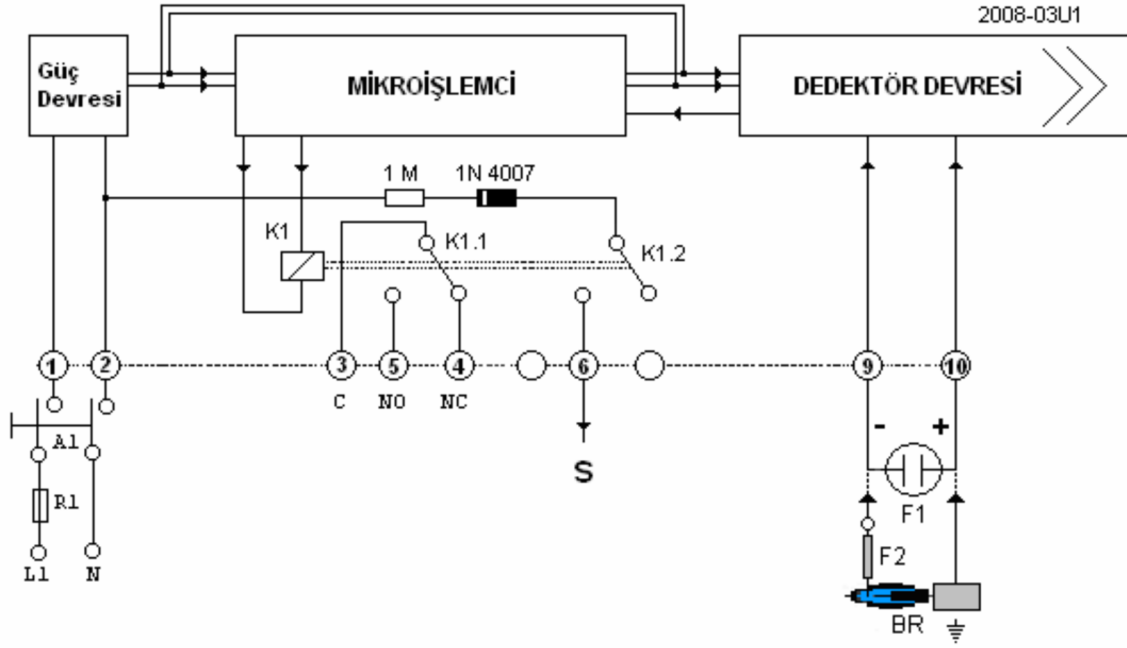 2008-03U1
Güç
Devresi
MİKROİŞLEMCİ
DEDEKTÖR DEVRESİ
1 M
1N 4007
K1
K1.1
K1.2
1
2
3
5
4
6
9
10
C
NO
NC
- +
A1
S
R1
F1
F2
L1
N
BR